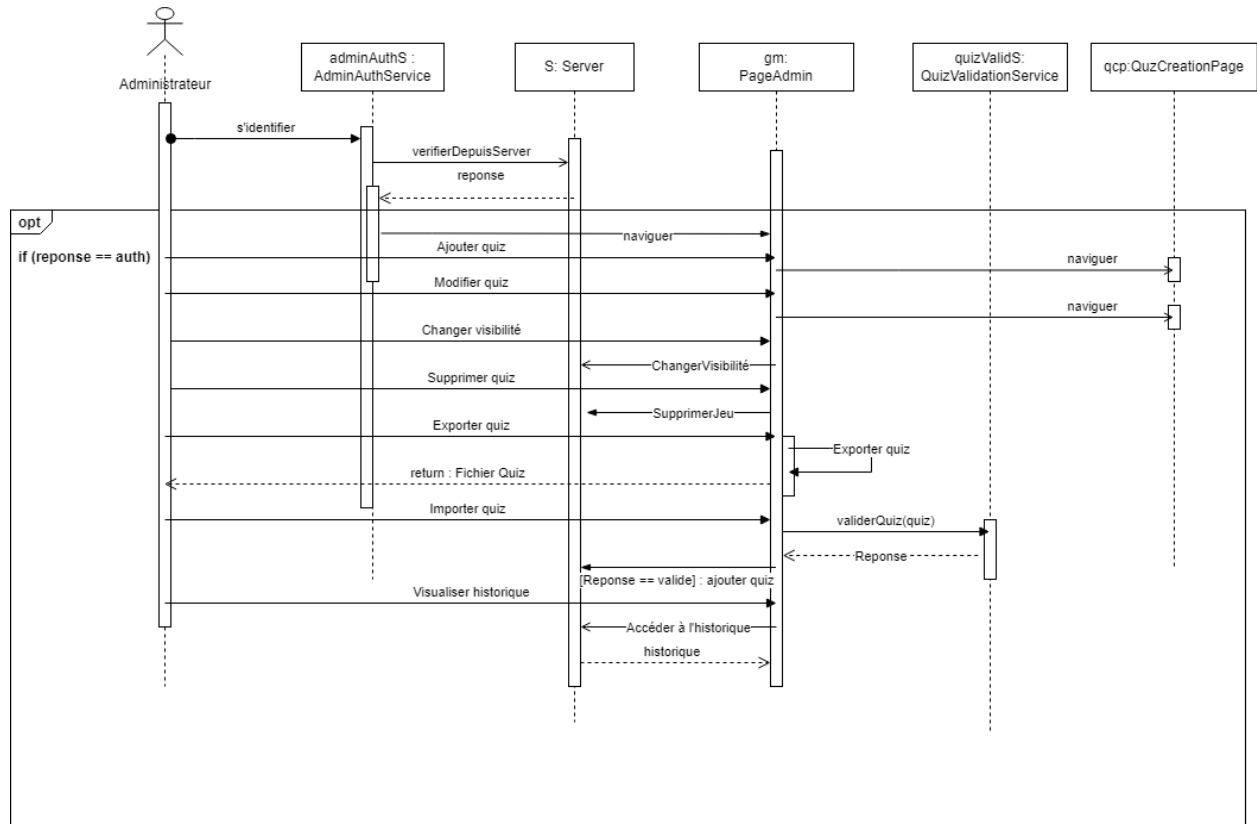 adminAuthS :
AdminAuthService
S: Server
gm:
PageAdmin
quizValidS:
QuizValidationService
qcp:QuzCreationPage
Administrateur
s'identifier
verifierDepuisServer
reponse
opt
naviguer
if (reponse == auth)
Ajouter quiz
naviguer
Modifier quiz
naviguer
Changer visibilité
ChangerVisibilité
Supprimer quiz
SupprimerJeu
Exporter quiz
Exporter quiz
return : Fichier Quiz
Importer quiz
validerQuiz(quiz)
Reponse
[Reponse == valide] : ajouter quiz
Visualiser historique
Accéder à l'historique
historique